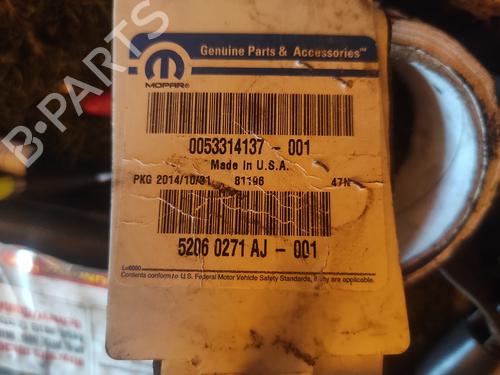 B-PARTS
Genuine Parts & Accessories™
MOPAR®
0053314137 - 001
Made In U.S.A.
PKG 2014/10/31 81196 47N
5206 0271 AJ - 001
Contents conform to U.S. Federal Motor Vehicle Safety Standards, if any are applicable.